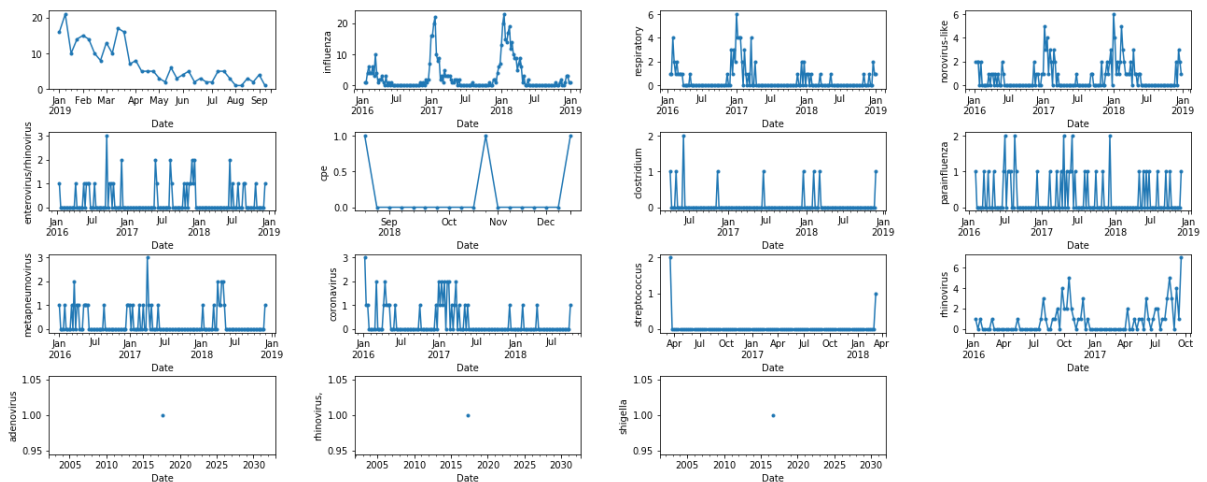 20
10
0
Jan Feb Mar Apr May Jun Jul Aug Sep
2019
Date
influenza
20
10
0
Jan Jul Jan Jul Jan Jul Jan
2016 2017 2018 2019
Date
respiratory
6
4
2
0
Jan Jul Jan Jul Jan Jul Jan
2016 2017 2018 2019
Date
norovirus-like
6
4
2
0
Jan Jul Jan Jul Jan Jul Jan
2016 2017 2018 2019
Date
enterovirus/rhinovirus
3
2
1
0
Jan Jul Jan Jul Jan Jul Jan
2016 2017 2018 2019
Date
cpe
1.0
0.5
0.0
Sep Oct Nov Dec
2018
Date
clostridium
2
1
0
Jul Jan Jul Jan Jul Jan
2017 2018 2019
Date
parainfluenza
2
1
0
Jan Jul Jan Jul Jan Jul Jan
2016 2017 2018 2019
Date
metapneumovirus
3
2
1
0
Jan Jul Jan Jul Jan Jul Jan
2016 2017 2018 2019
Date
coronavirus
3
2
1
0
Jan Jul Jan Jul Jan Jul
2016 2017 2018
Date
streptococcus
2
1
0
Apr Jul Oct Jan Apr Jul Oct Jan Apr
2017 2018
Date
rhinovirus
6
4
2
0
Jan Apr Jul Oct Jan Apr Jul Oct
2016 2017
Date
adenovirus
1.05
1.00
0.95
2005 2010 2015 2020 2025 2030
Date
rhinovirus,
1.05
1.00
0.95
2005 2010 2015 2020 2025 2030
Date
shigella
1.05
1.00
0.95
2005 2010 2015 2020 2025 2030
Date